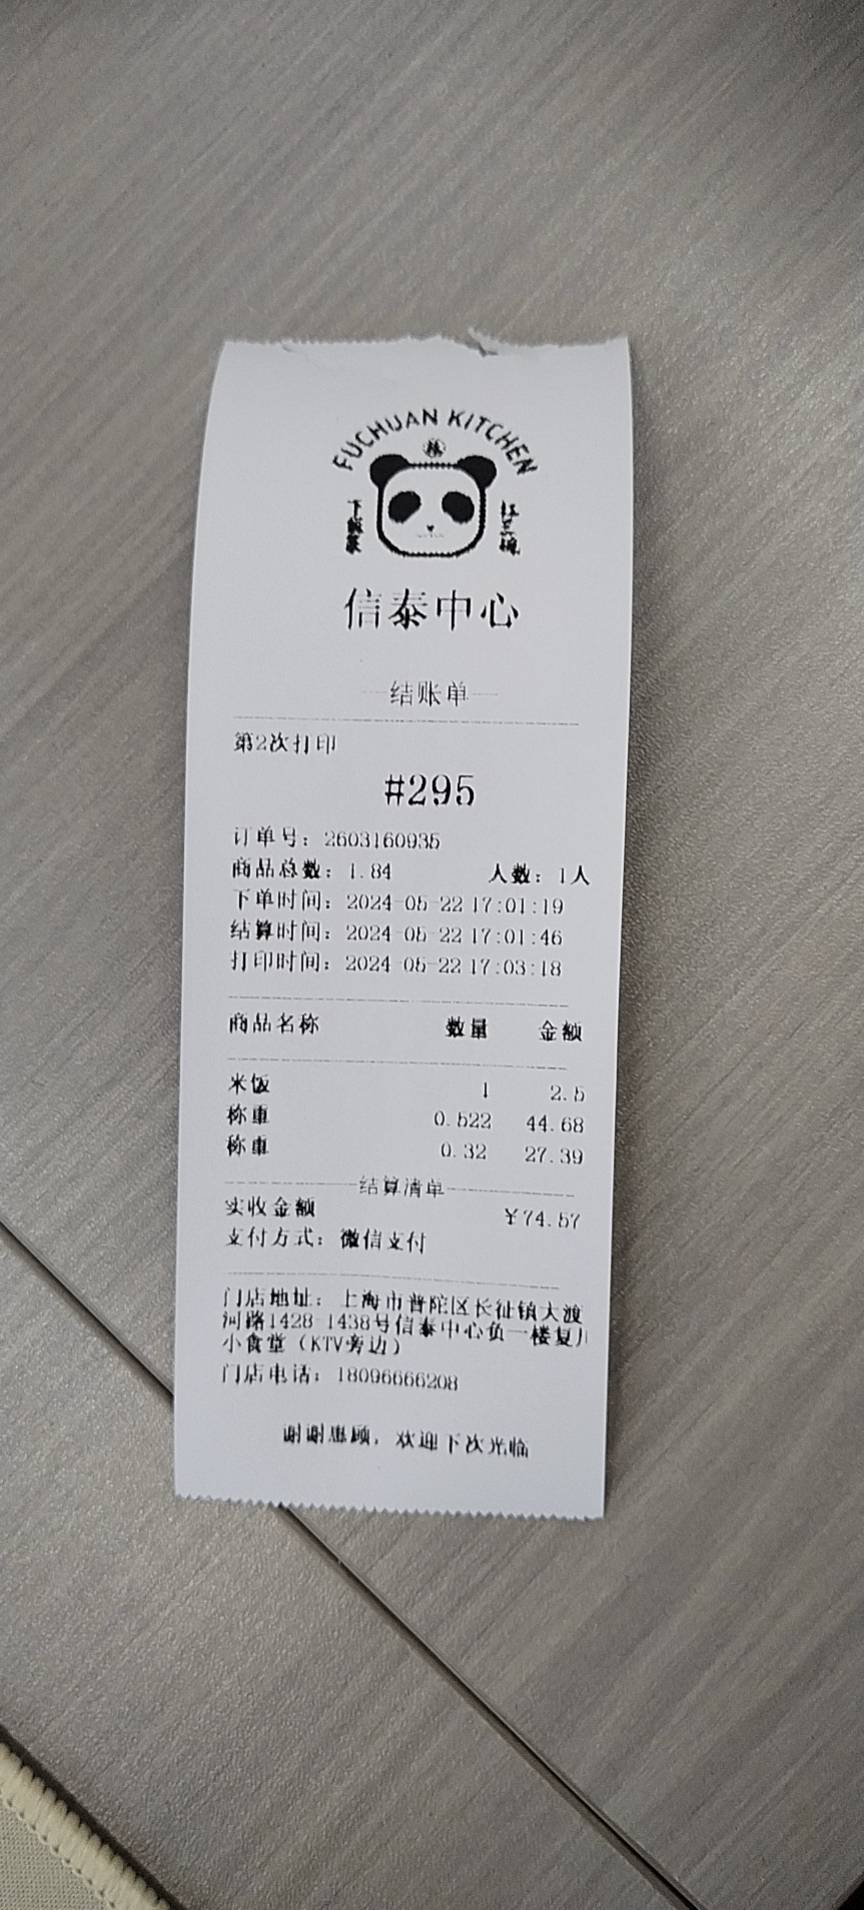 FUCHUAN KITCHEN
信泰中心
结账单
第2次打印
#295
订单号：2603160935
商品总数：1.84 人数：1人
下单时间：2024-05-22 17:01:19
结算时间：2024-05-22 17:01:46
打印时间：2024-05-22 17:03:18
商品名称 数量 金额
米饭 1 2.5
称重 0.522 44.68
称重 0.32 27.39
结算清单
实收金额 ¥74.57
支付方式：微信支付
门店地址：上海市普陀区长征镇大渡
河路1428-1438号信泰中心负一楼复
小食堂（KTV旁边）
门店电话：18096666208
谢谢惠顾，欢迎下次光临